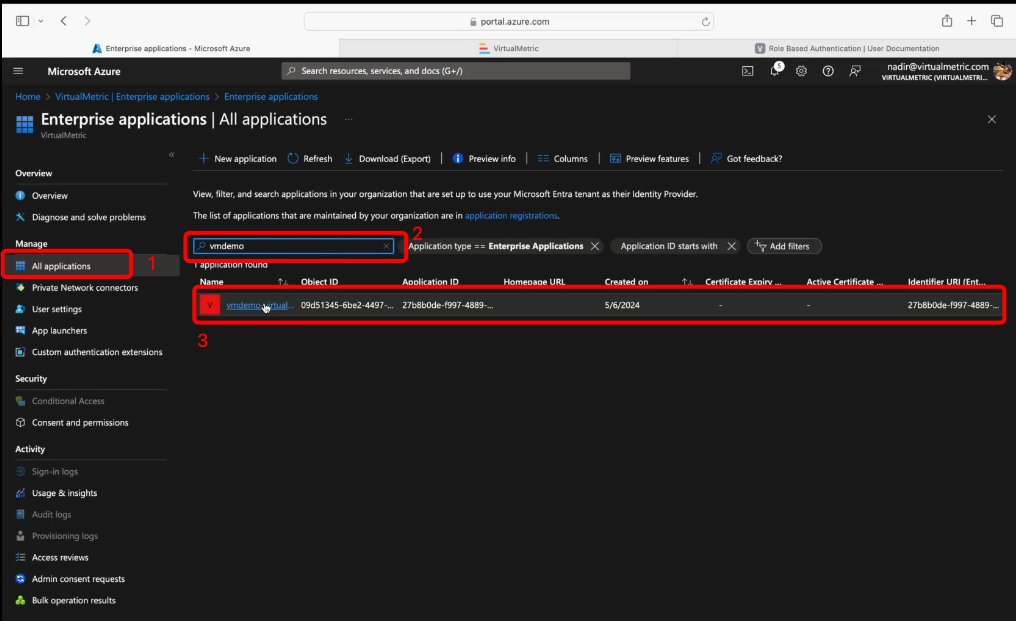 portal.azure.com
Enterprise applications - Microsoft Azure
VirtualMetric
V Role Based Authentication | User Documentation
Microsoft Azure
Search resources, services, and docs (G+/)
5
nadir@virtualmetric.com
VIRTUALMETRIC (VIRTUALMETRI...
Home > VirtualMetric | Enterprise applications > Enterprise applications
Enterprise applications | All applications ...
VirtualMetric
«
New application
Refresh
Download (Export)
Preview info
Columns
Preview features
Got feedback?
Overview
Overview
Diagnose and solve problems
Manage
All applications
1
Private Network connectors
User settings
App launchers
Custom authentication extensions
Security
Conditional Access
Consent and permissions
Activity
Sign-in logs
Usage & insights
Audit logs
Provisioning logs
Access reviews
Admin consent requests
Bulk operation results
View, filter, and search applications in your organization that are set up to use your Microsoft Entra tenant as their Identity Provider.
The list of applications that are maintained by your organization are in application registrations.
vmdemo
2
Application type == Enterprise Applications
Application ID starts with
Add filters
1 application found
Name Object ID Application ID Homepage URL Created on Certificate Expiry ... Active Certificate ... Identifier URI (Ent...
V vmdemo.virtual... 09d51345-6be2-4497-... 27b8b0de-f997-4889-... 5/6/2024 - - 27b8b0de-f997-4889-...
3